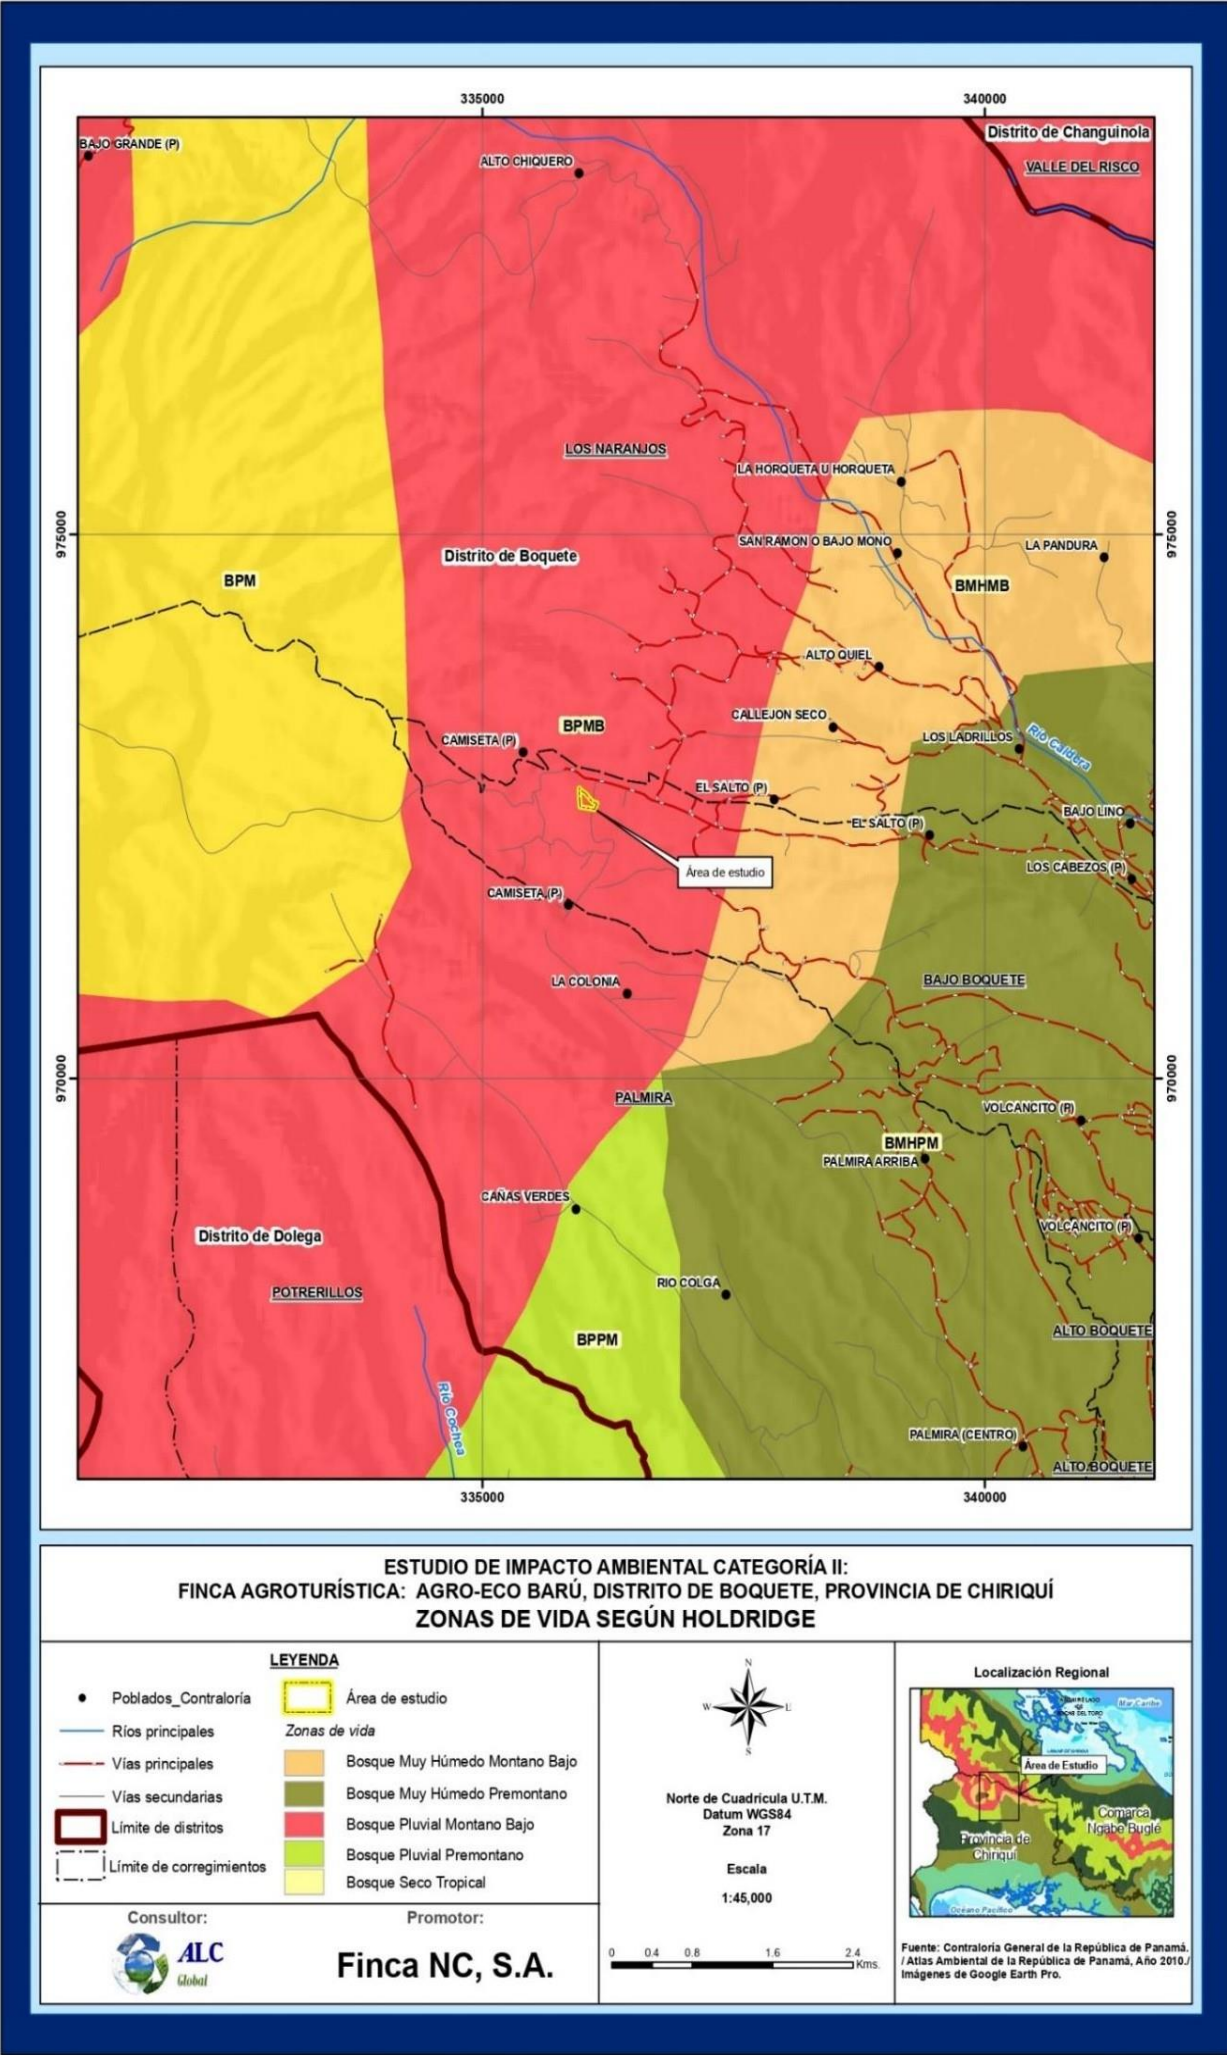 335000
340000
BAJO GRANDE (P)
ALTO CHIQUERO
Distrito de Changuinola
VALLE DEL RISCO
LOS NARANJOS
LA HORQUETA U HORQUETA
975000
975000
SAN RAMON O BAJO MONO
LA PANDURA
Distrito de Boquete
BPM
BMHMB
ALTO QUIEL
CALLEJON SECO
BPMB
CAMISETA (P)
LOS LADRILLOS
Río Caldera
EL SALTO (P)
EL SALTO (P)
BAJO LINO
Área de estudio
LOS CABEZOS (P)
CAMISETA (P)
LA COLONIA
BAJO BOQUETE
970000
970000
PALMIRA
VOLCANCITO (P)
BMHPM
PALMIRA ARRIBA
CAÑAS VERDES
VOLCANCITO (P)
Distrito de Dolega
POTRERILLOS
RIO COLGA
BPPM
ALTO BOQUETE
Río Cochea
PALMIRA (CENTRO)
ALTO BOQUETE
335000
340000
ESTUDIO DE IMPACTO AMBIENTAL CATEGORÍA II:
FINCA AGROTURÍSTICA: AGRO-ECO BARÚ, DISTRITO DE BOQUETE, PROVINCIA DE CHIRIQUÍ
ZONAS DE VIDA SEGÚN HOLDRIDGE
LEYENDA
Poblados_Contraloría
Ríos principales
Vías principales
Vías secundarias
Límite de distritos
Límite de corregimientos
Área de estudio
Zonas de vida
Bosque Muy Húmedo Montano Bajo
Bosque Muy Húmedo Premontano
Bosque Pluvial Montano Bajo
Bosque Pluvial Premontano
Bosque Seco Tropical
Consultor:
ALC
Global
Promotor:
Finca NC, S.A.
N
W
E
S
Norte de Cuadrícula U.T.M.
Datum WGS84
Zona 17
Escala
1:45,000
0 0.4 0.8 1.6 2.4
Kms.
Localización Regional
Mar Caribe
Área de Estudio
Comarca
Ngäbe Buglé
Provincia de
Chiriquí
Océano Pacífico
Fuente: Contraloría General de la República de Panamá.
/ Atlas Ambiental de la República de Panamá, Año 2010./
Imágenes de Google Earth Pro.